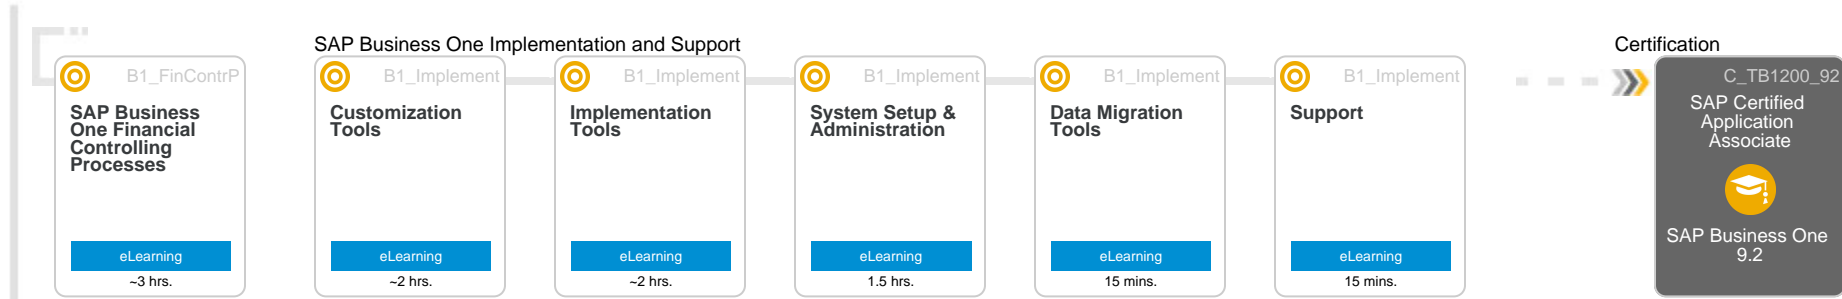 SAP Business One Implementation and Support
Certification
B1_FinContrP
SAP Business
One Financial
Controlling
Processes
eLearning
~3 hrs.
B1_Implement
Customization
Tools
eLearning
~2 hrs.
B1_Implement
Implementation
Tools
eLearning
~2 hrs.
B1_Implement
System Setup &
Administration
eLearning
1.5 hrs.
B1_Implement
Data Migration
Tools
eLearning
15 mins.
B1_Implement
Support
eLearning
15 mins.
C_TB1200_92
SAP Certified
Application
Associate
SAP Business One
9.2